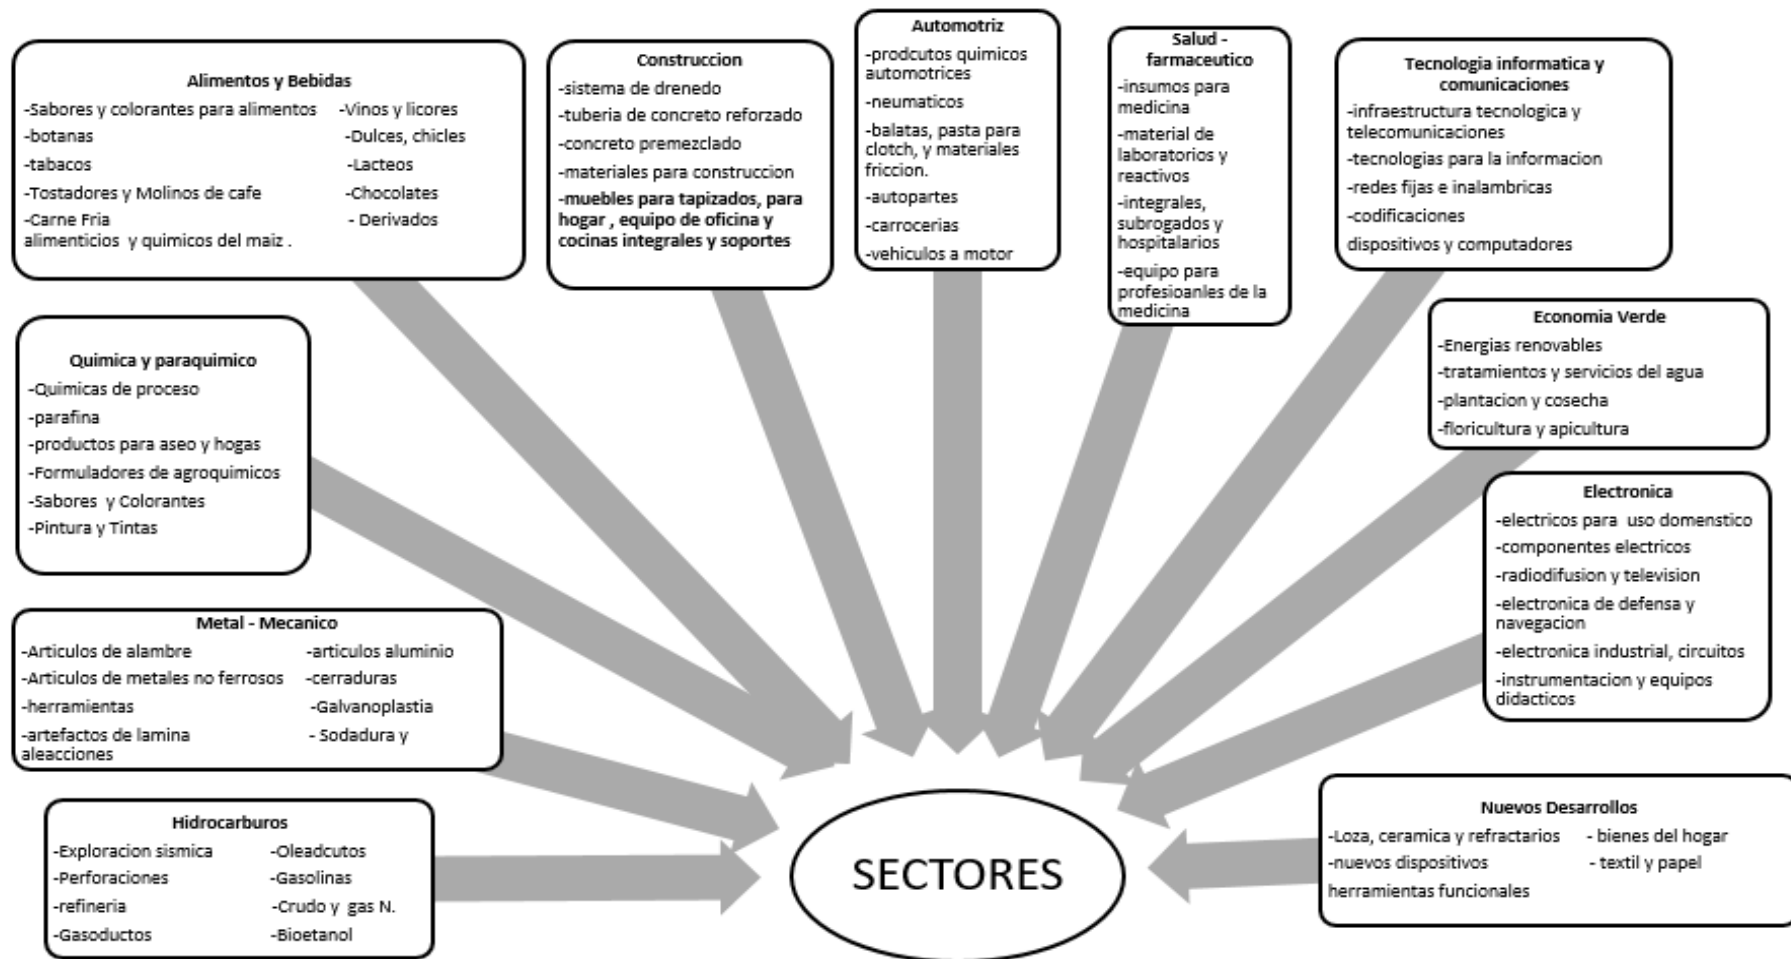 Alimentos y Bebidas
-Sabores y colorantes para alimentos -Vinos y licores
-botanas -Dulces, chicles
-tabacos -Lacteos
-Tostadores y Molinos de cafe -Chocolates
-Carne Fria - Derivados
alimenticios y quimicos del maiz .
Construccion
-sistema de drenedo
-tuberia de concreto reforzado
-concreto premezclado
-materiales para construccion
-muebles para tapizados, para
hogar , equipo de oficina y
cocinas integrales y soportes
Automotriz
-prodcutos quimicos
automotrices
-neumaticos
-balatas, pasta para
clotch, y materiales
friccion.
-autopartes
-carrocerias
-vehiculos a motor
Salud -
farmaceutico
-insumos para
medicina
-material de
laboratorios y
reactivos
-integrales,
subrogados y
hospitalarios
-equipo para
profesioanles de la
medicina
Tecnologia informatica y
comunicaciones
-infraestructura tecnologica y
telecomunicaciones
-tecnologias para la informacion
-redes fijas e inalambricas
-codificaciones
dispositivos y computadores
Quimica y paraquimico
-Quimicas de proceso
-parafina
-productos para aseo y hogas
-Formuladores de agroquimicos
-Sabores y Colorantes
-Pintura y Tintas
Economia Verde
-Energias renovables
-tratamientos y servicios del agua
-plantacion y cosecha
-floricultura y apicultura
Electrónica
-electricos para uso domenstico
-componentes electricos
-radiodifusion y television
-electrónica de defensa y
navegacion
-electrónica industrial, circuitos
-instrumentacion y equipos
didacticos
Metal - Mecanico
-Articulos de alambre -articulos aluminio
-Articulos de metales no ferrosos -cerraduras
-herramientas -Galvanoplastia
-artefactos de lamina - Sodadura y
aleacciones
Hidrocarburos
-Exploracion sismica -Oleadcutos
-Perforaciones -Gasolinas
-refineria -Crudo y gas N.
-Gasoductos -Bioetanol
SECTORES
Nuevos Desarrollos
-Loza, ceramica y refractarios - bienes del hogar
-nuevos dispositivos - textil y papel
herramientas funcionales